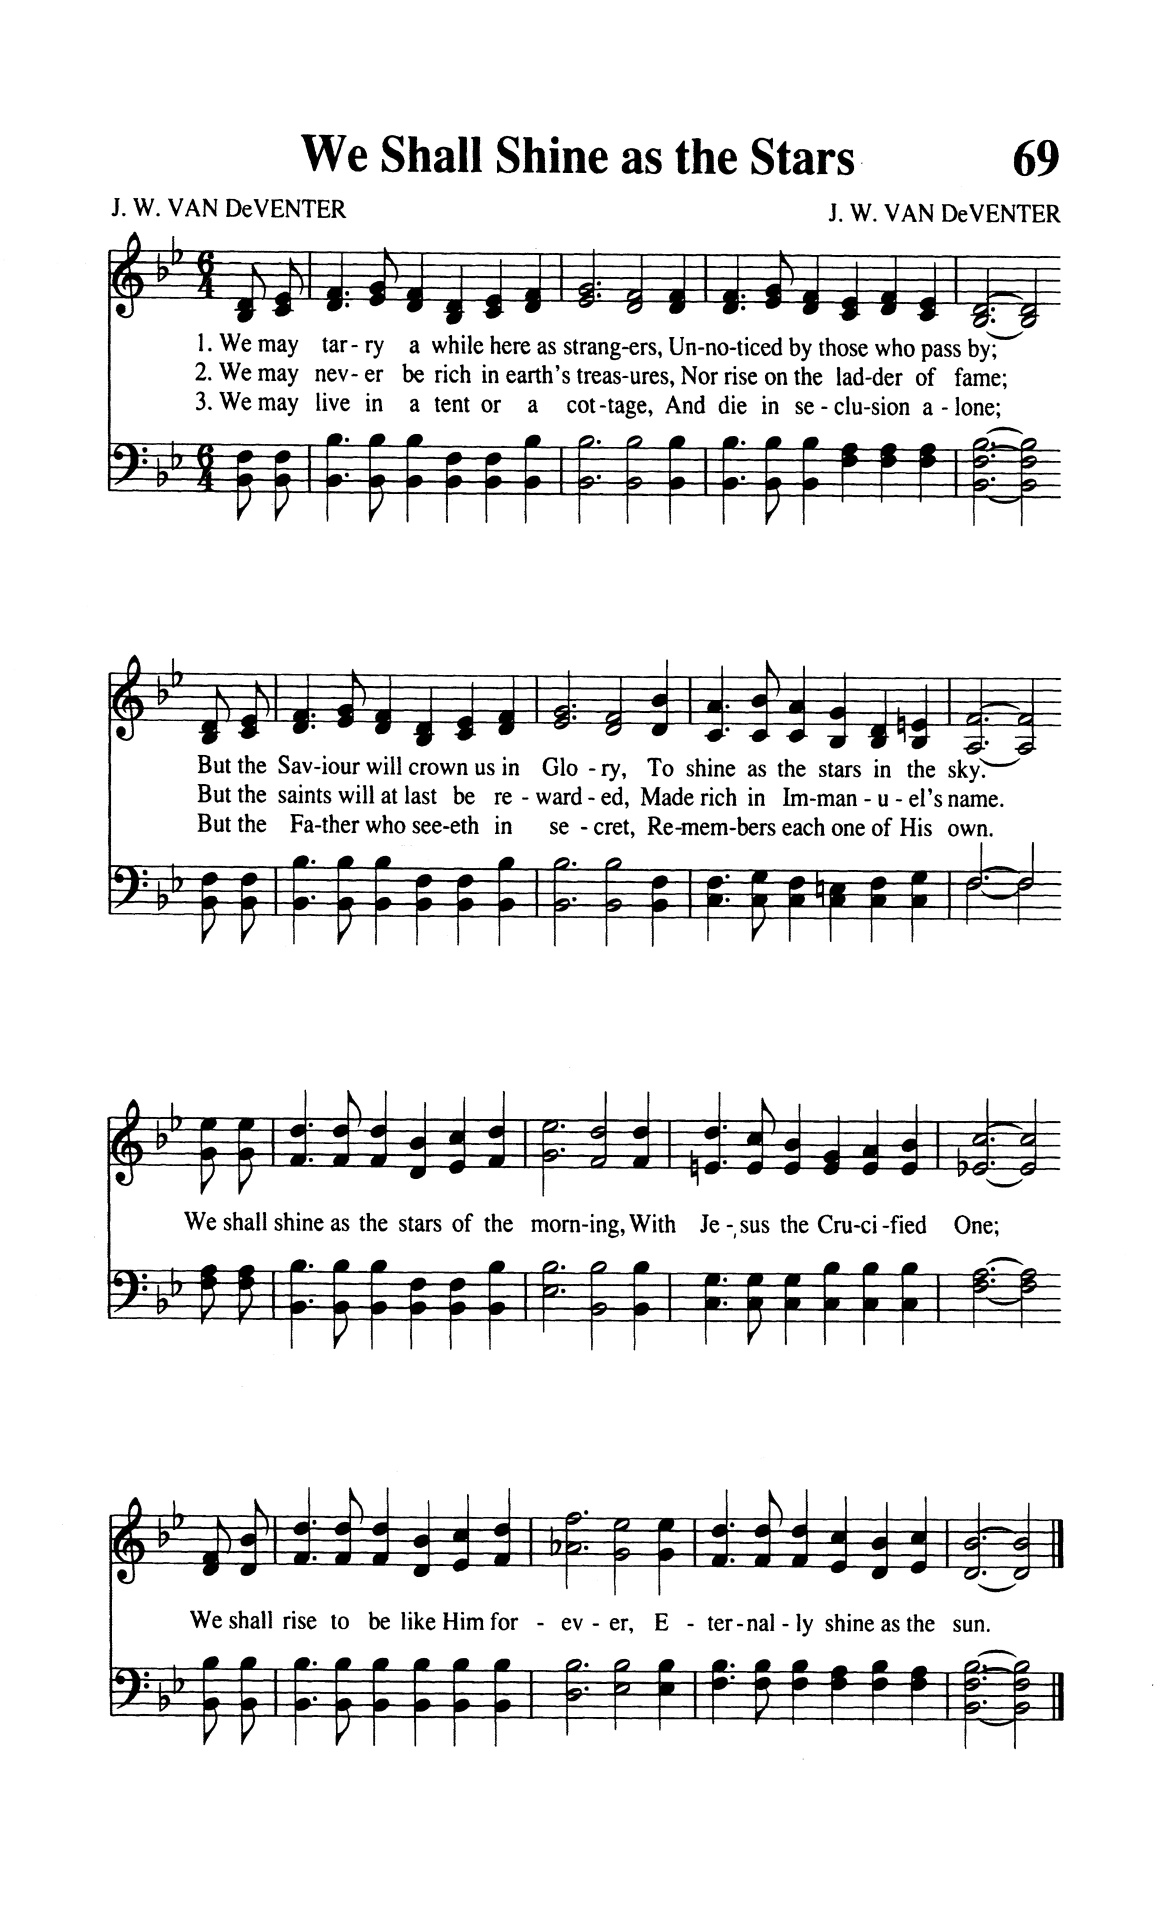 We Shall Shine as the Stars 69
J. W. VAN DeVENTER J. W. VAN DeVENTER
6
4
1. We may tar - ry a while here as strang-ers, Un-no-ticed by those who pass by;
2. We may nev - er be rich in earth's treas-ures, Nor rise on the lad-der of fame;
3. We may live in a tent or a cot-tage, And die in se - clu-sion a - lone;
6
4
But the Sav-iour will crown us in Glo - ry, To shine as the stars in the sky.
But the saints will at last be re - ward - ed, Made rich in Im-man - u - el's name.
But the Fa-ther who see-eth in se - cret, Re-mem-bers each one of His own.
We shall shine as the stars of the morn-ing, With Je - sus the Cru-ci-fied One;
We shall rise to be like Him for - ev - er, E - ter-nal - ly shine as the sun.